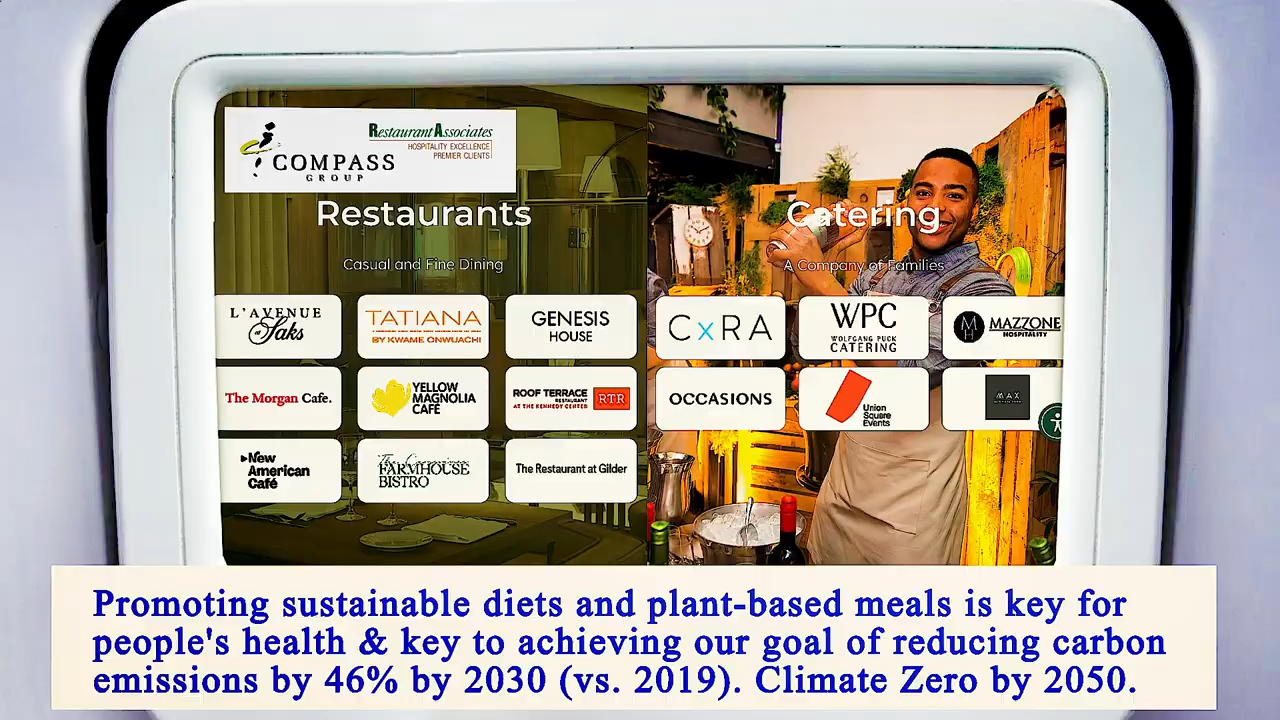 COMPASS
GROUP
Restaurant Associates
HOSPITALITY EXCELLENCE
PREMIER CLIENTS
Restaurants
Casual and Fine Dining
L'AVENUE
Saks
TATIANA
BY KWAME ONWUACHI
GENESIS
HOUSE
The Morgan Cafe.
YELLOW
MAGNOLIA
CAFÉ
ROOF TERRACE
RESTAURANT
AT THE KENNEDY CENTER
RTR
New
American
Café
FARMHOUSE
BISTRO
The Restaurant at Gilder
Catering
A Company of Families
CxRA
WPC
WOLFGANG PUCK
CATERING
MH
MAZZONE
HOSPITALITY
OCCASIONS
Union
Square
Events
MAX
Promoting sustainable diets and plant-based meals is key for
people's health & key to achieving our goal of reducing carbon
emissions by 46% by 2030 (vs. 2019). Climate Zero by 2050.